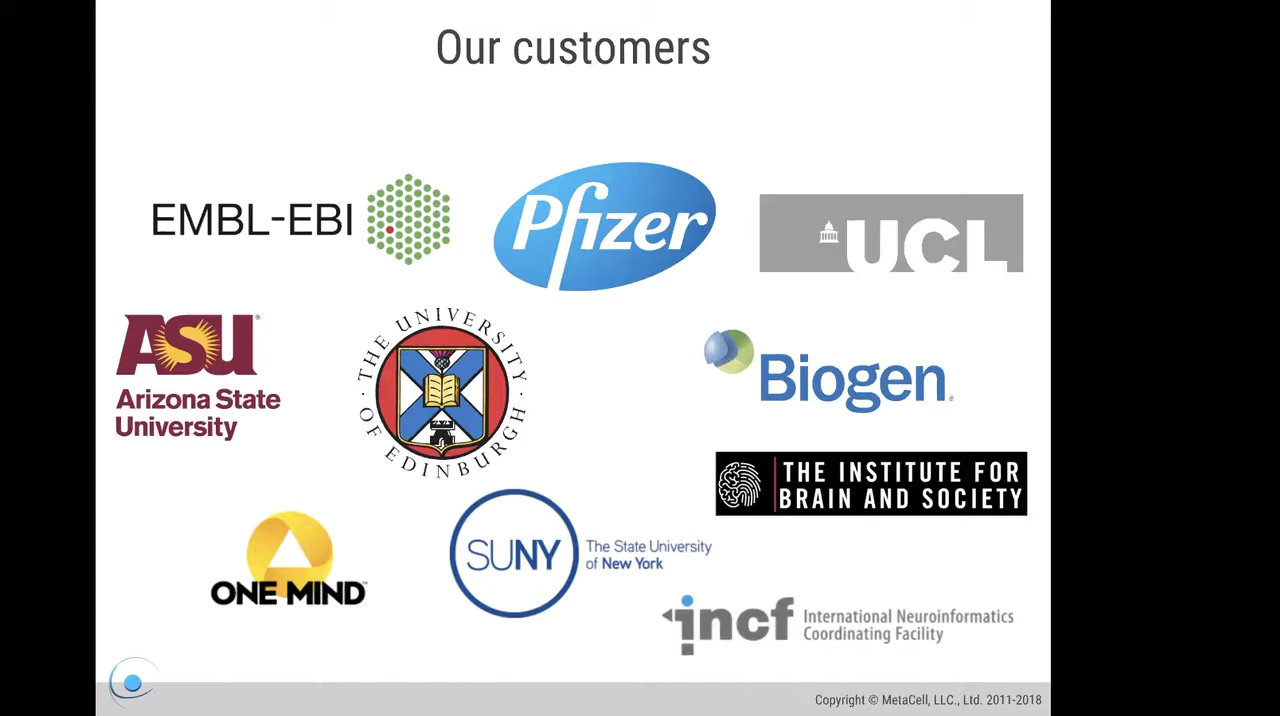 Our customers
EMBL-EBI
Pfizer
UCL
ASU®
Arizona State
University
· THE UNIVERSITY ·
OF EDINBURGH
Biogen®
THE INSTITUTE FOR
BRAIN AND SOCIETY
ONE MIND™
SUNY
The State University
of New York
incf
International Neuroinformatics
Coordinating Facility
Copyright © MetaCell, LLC., Ltd. 2011-2018